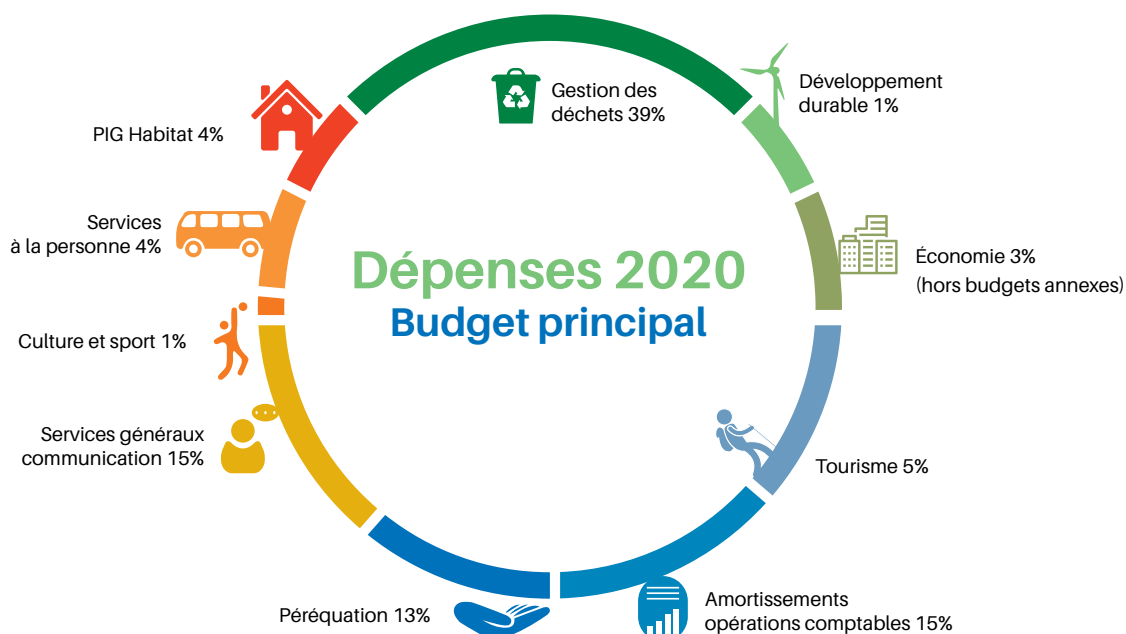 Gestion des
déchets 39%
Développement
durable 1%
PIG Habitat 4%
Services
à la personne 4%
Économie 3%
(hors budgets annexes)
Dépenses 2020
Budget principal
Culture et sport 1%
Services généraux
communication 15%
Tourisme 5%
Péréquation 13%
Amortissements
opérations comptables 15%